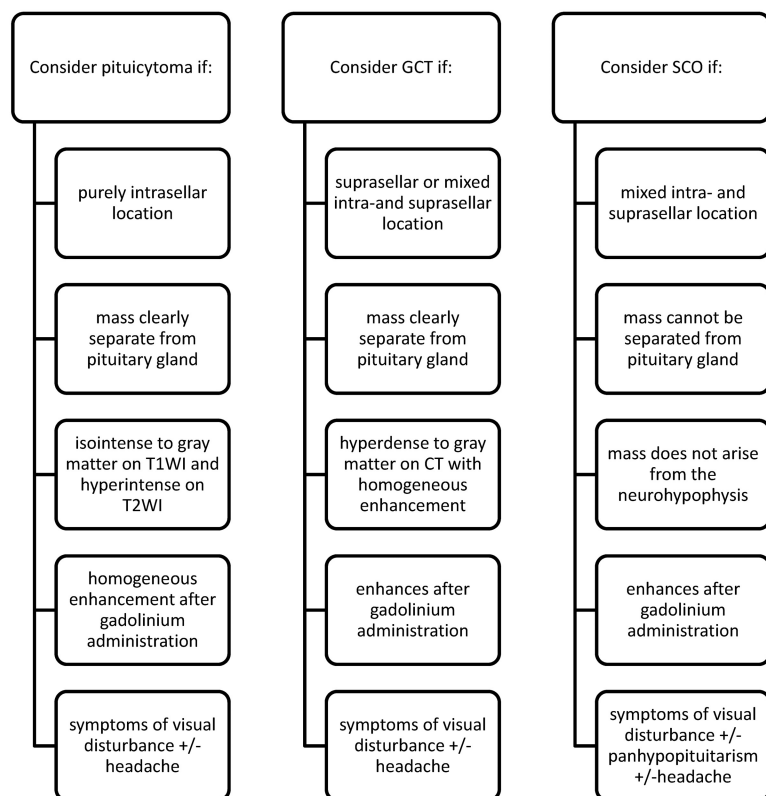 Consider pituicytoma if:
purely intrasellar
location
mass clearly
separate from
pituitary gland
isointense to gray
matter on T1WI and
hyperintense on
T2WI
homogeneous
enhancement after
gadolinium
administration
symptoms of visual
disturbance +/-
headache
Consider GCT if:
suprasellar or mixed
intra-and suprasellar
location
mass clearly
separate from
pituitary gland
hyperdense to gray
matter on CT with
homogeneous
enhancement
enhances after
gadolinium
administration
symptoms of visual
disturbance +/-
headache
Consider SCO if:
mixed intra- and
suprasellar location
mass cannot be
separated from
pituitary gland
mass does not arise
from the
neurohypophysis
enhances after
gadolinium
administration
symptoms of visual
disturbance +/-
panhypopituitarism
+/-headache